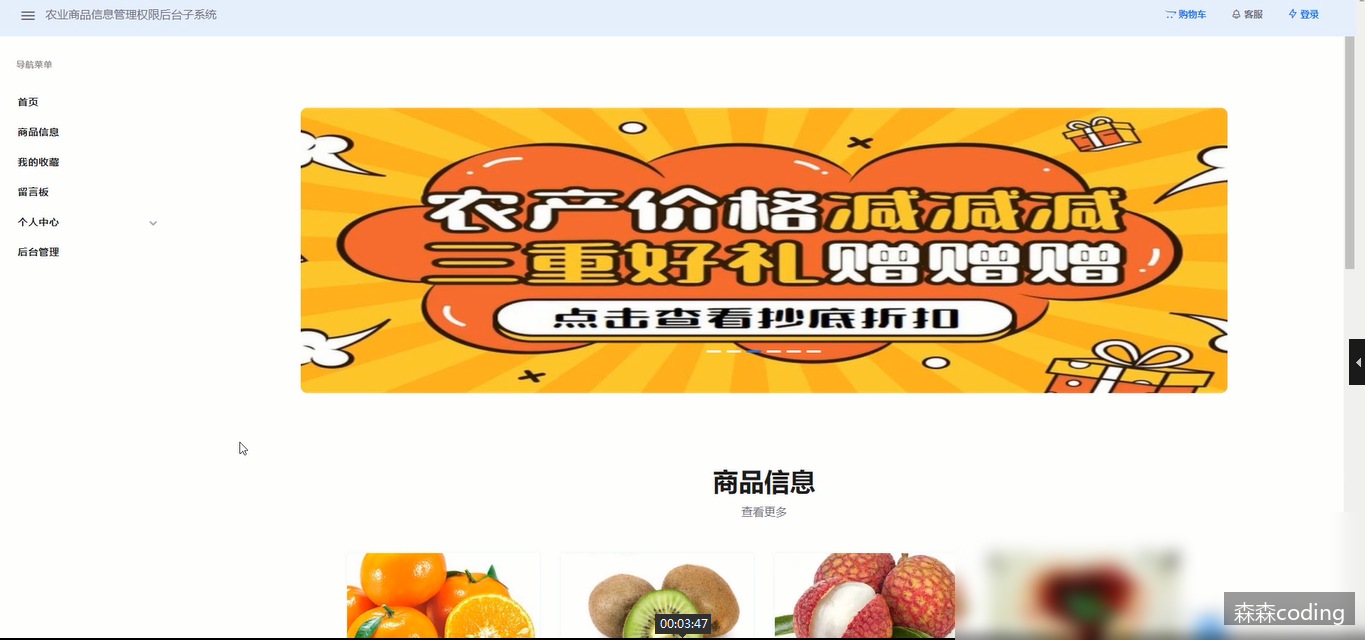 农业商品信息管理权限后台子系统
购物车
客服
登录
导航菜单
首页
商品信息
我的收藏
留言板
个人中心
后台管理
农产价格减减减
三重好礼赠赠赠
点击查看抄底折扣
商品信息
查看更多
00:03:47
森森coding